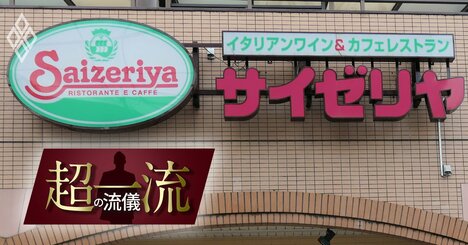 Saizeriya
RISTORANTE E CAFFÈ
イタリアンワイン&カフェレストラン
サイゼリヤ
超一流
の流儀